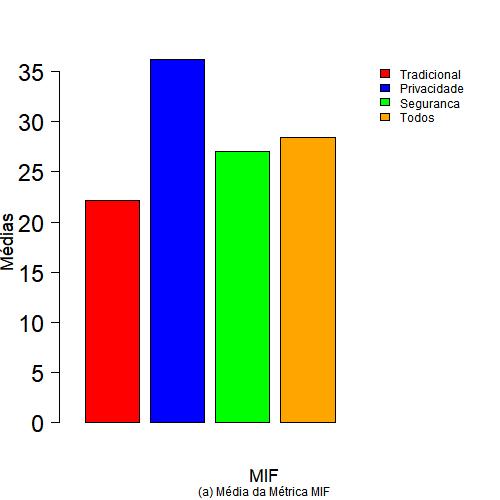 Médias
35
30
25
20
15
10
5
0
Tradicional
Privacidade
Seguranca
Todos
MIF
(a) Média da Métrica MIF